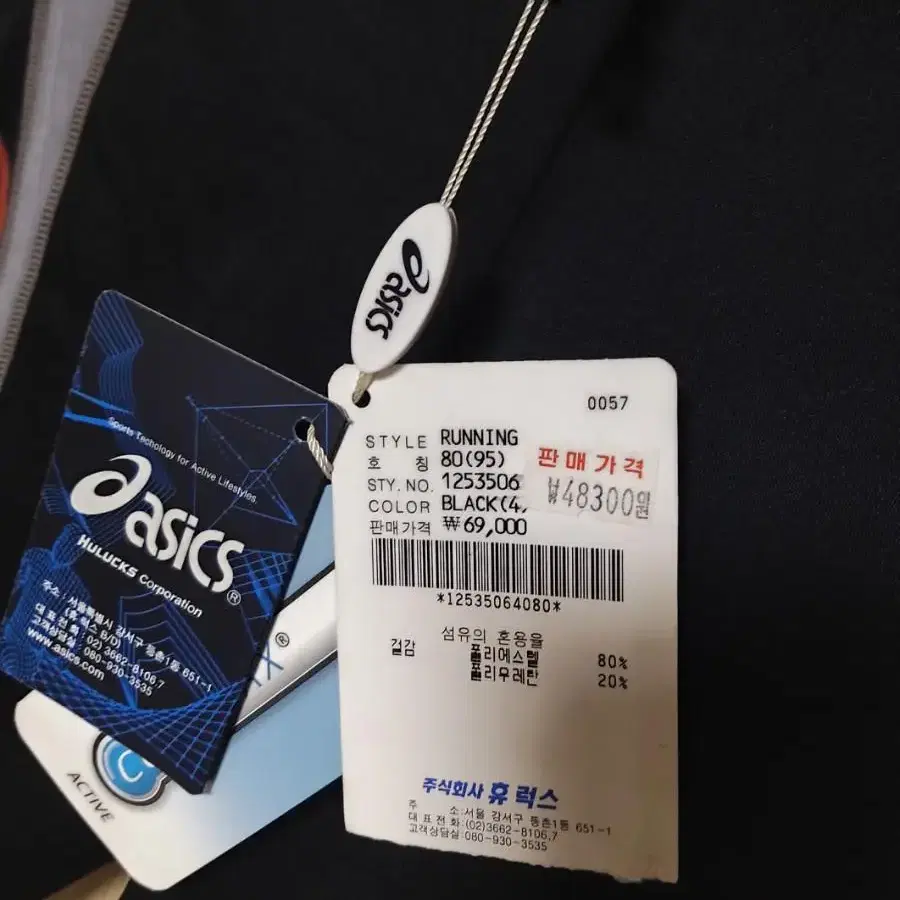 asics
0057
STYLE RUNNING
호 칭 80(95)
STY. NO. 1253506
COLOR BLACK(4
판매가격 ₩69,000
판매가격
₩48300원
*12535064080*
섬유의 혼용율
겉감 폴리에스텔 80%
폴리우레탄 20%
주식회사 휴럭스
주 소:서울 강서구 등촌1동 651-1
대표전화:(02)3662-8106,7
고객상담실:080-930-3535
Sports Techology for Active Lifestyles.
asics®
HULUCKS Corporation
주소 : 서울특별시 강서구 등촌1동 651-1
(휴럭스 B/D)
대표전화 : 02) 3662-8106,7
고객상담실 : 080-930-3535
www.asics.com
X®
C
ACTIVE